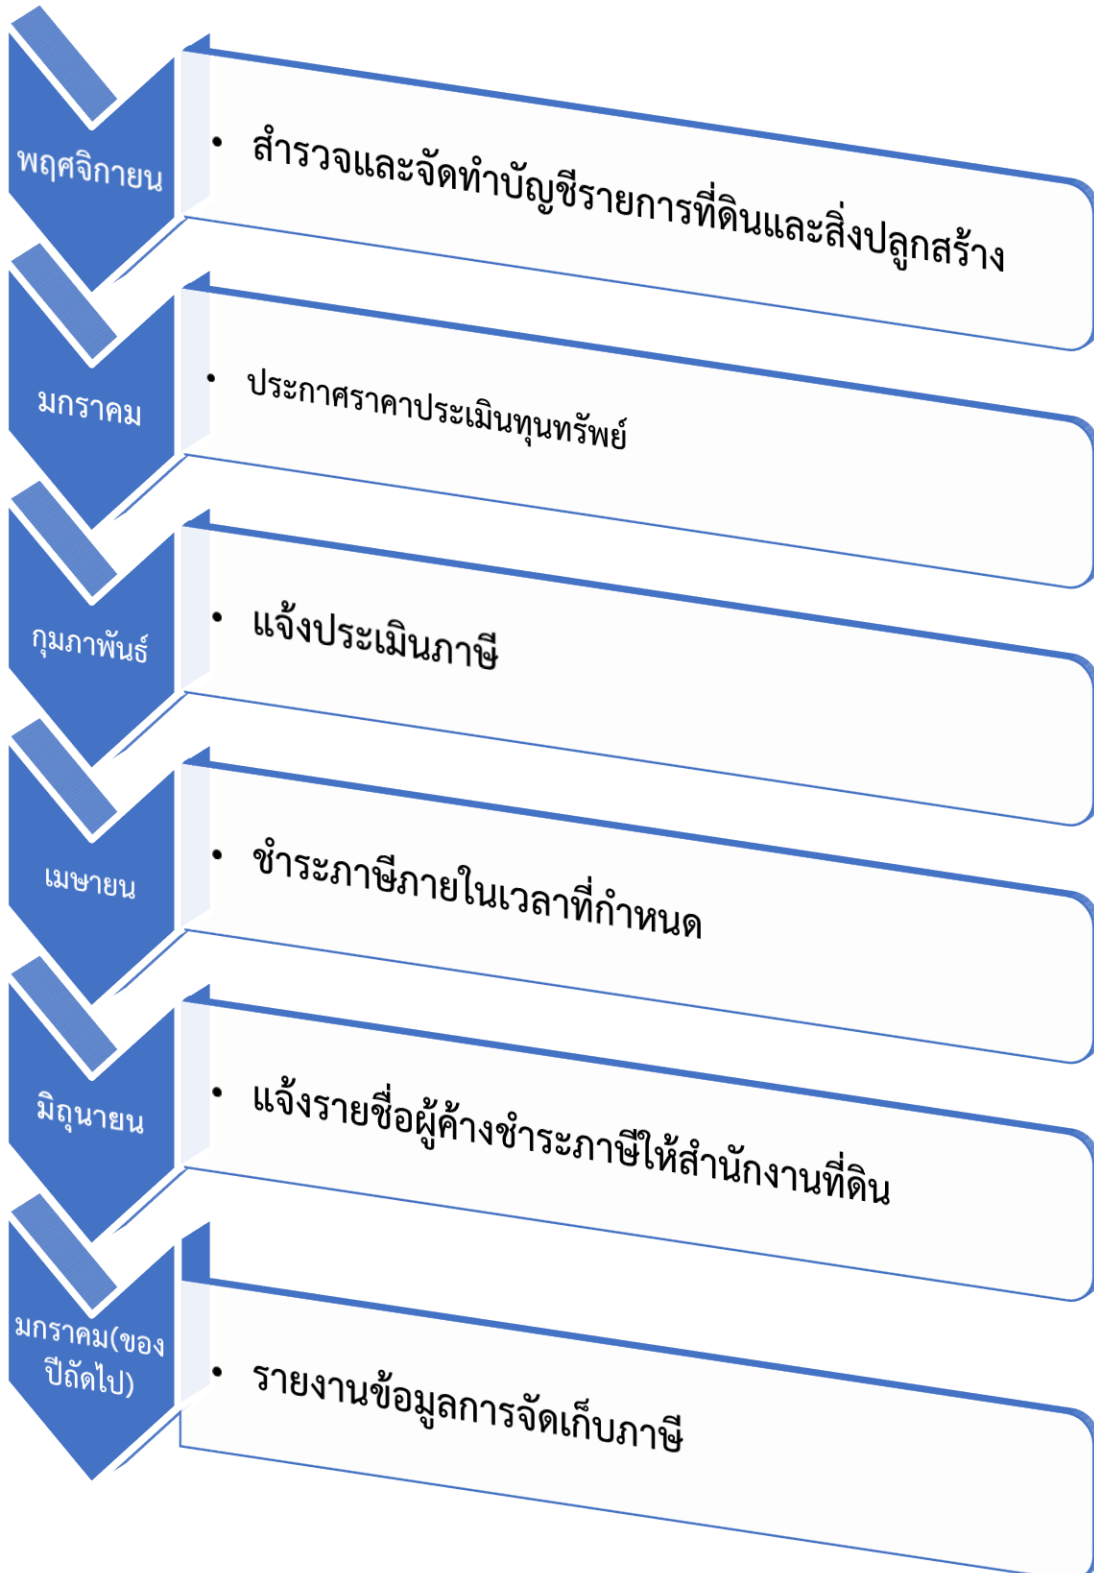 พฤศจิกายน
• สำรวจและจัดทำบัญชีรายการที่ดินและสิ่งปลูกสร้าง
มกราคม
• ประกาศราคาประเมินทุนทรัพย์
กุมภาพันธ์
• แจ้งประเมินภาษี
เมษายน
• ชำระภาษีภายในเวลาที่กำหนด
มิถุนายน
• แจ้งรายชื่อผู้ค้างชำระภาษีให้สำนักงานที่ดิน
มกราคม(ของ
ปีถัดไป)
• รายงานข้อมูลการจัดเก็บภาษี